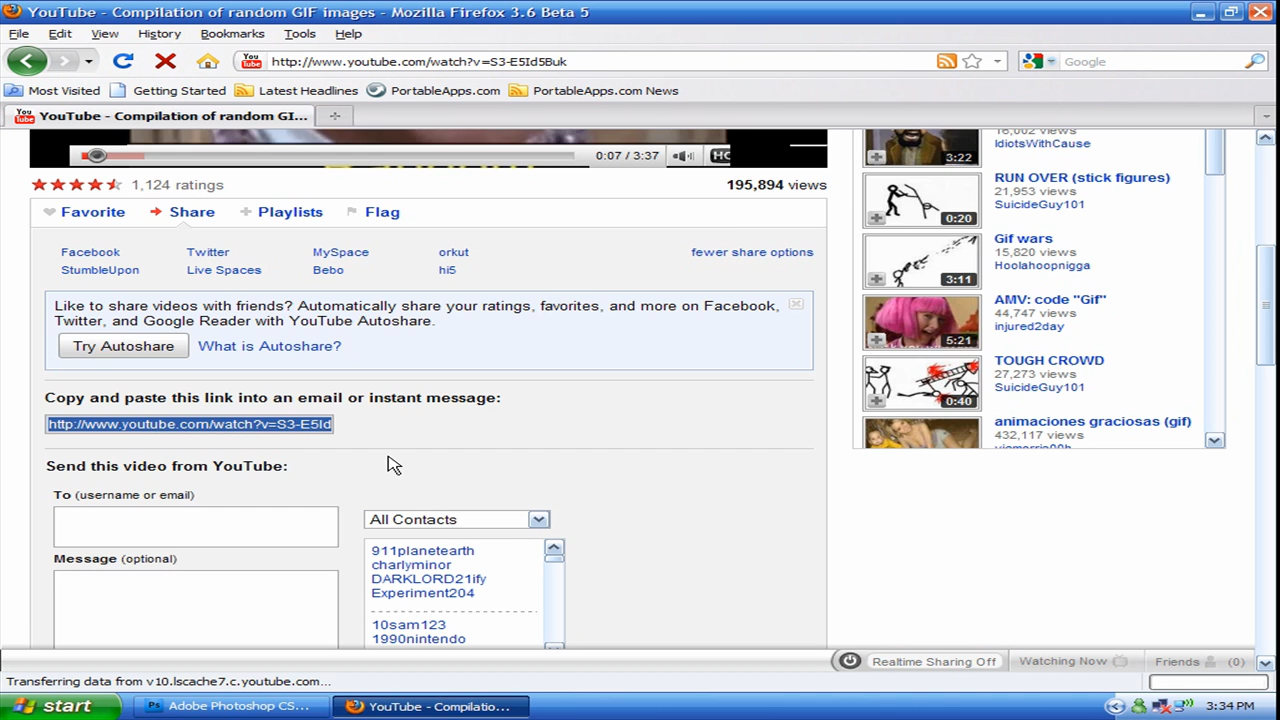 YouTube - Compilation of random GIF images - Mozilla Firefox 3.6 Beta 5
File Edit View History Bookmarks Tools Help
You Tube http://www.youtube.com/watch?v=S3-E5Id5Buk Google
Most Visited Getting Started Latest Headlines PortableApps.com PortableApps.com News
You Tube YouTube - Compilation of random GI...
0:07 / 3:37 HQ
1,124 ratings 195,894 views
Favorite Share Playlists Flag
Facebook Twitter MySpace orkut fewer share options
StumbleUpon Live Spaces Bebo hi5
Like to share videos with friends? Automatically share your ratings, favorites, and more on Facebook,
Twitter, and Google Reader with YouTube Autoshare.
Try Autoshare What is Autoshare?
Copy and paste this link into an email or instant message:
http://www.youtube.com/watch?v=S3-E5Id
Send this video from YouTube:
To (username or email)
All Contacts
Message (optional)
911planetearth
charlyminor
DARKLORD21ify
Experiment204
10sam123
1990nintendo
16,002 views
IdiotsWithCause
3:22
RUN OVER (stick figures)
21,953 views
SuicideGuy101
0:20
Gif wars
15,820 views
Hoolahoopnigga
3:11
AMV: code "Gif"
44,747 views
injured2day
5:21
TOUGH CROWD
27,273 views
SuicideGuy101
0:40
animaciones graciosas (gif)
432,117 views
Realtime Sharing Off Watching Now Friends (0)
Transferring data from v10.lscache7.c.youtube.com...
start Ps Adobe Photoshop CS... YouTube - Compilatio... 3:34 PM